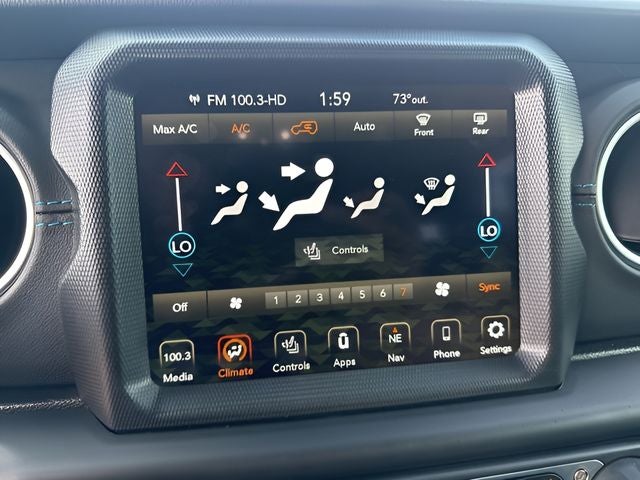 FM 100.3-HD 1:59 73° out.
Max A/C A/C Auto Front Rear
LO LO
Controls
Off 1 2 3 4 5 6 7 Sync
100.3 NE
Media Climate Controls Apps Nav Phone Settings